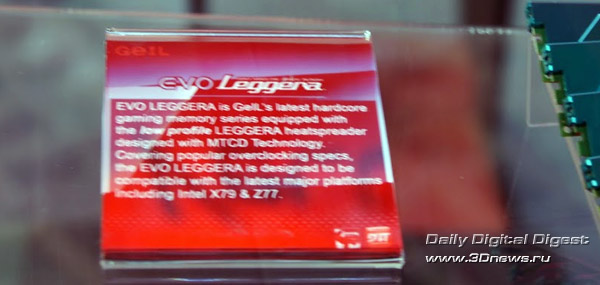 GeIL
EVO Leggera
EVO LEGGERA is GeIL's latest hardcore
gaming memory series equipped with
the low profile LEGGERA heatspreader
designed with MTCD Technology.
Covering popular overclocking specs,
the EVO LEGGERA is designed to be
compatible with the latest major platforms
including Intel X79 & Z77.
Daily Digital Digest
www.3Dnews.ru